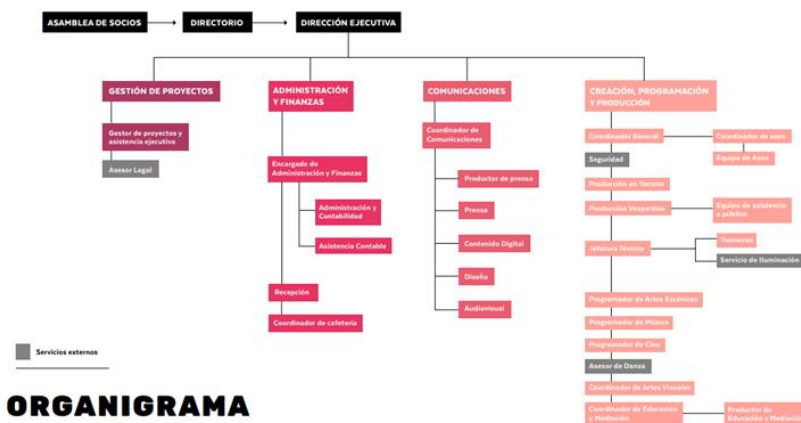 ASAMBLEA DE SOCIOS
DIRECTORIO
DIRECCIÓN EJECUTIVA
GESTIÓN DE PROYECTOS
Gestor de proyectos y
asistencia ejecutiva
Asesor Legal
ADMINISTRACIÓN
Y FINANZAS
Encargado de
Administración y Finanzas
Administración y
Contabilidad
Asistencia Contable
Recepción
Coordinador de cafetería
COMUNICACIONES
Coordinador de
Comunicaciones
Productor de prensa
Prensa
Contenido Digital
Diseño
Audiovisual
CREACIÓN, PROGRAMACIÓN
Y PRODUCCIÓN
Coordinador General
Coordinador de aseo
Equipo de Aseo
Seguridad
Producción en Terreno
Producción Vespertina
Equipo de asistencia
a público
Jefatura Técnica
Tramoyas
Servicio de Iluminación
Programador de Artes Escénicas
Programador de Música
Programador de Cine
Asesor de Danza
Coordinador de Artes Visuales
Coordinador de Educación
y Mediación
Productor de
Educación y Mediación
Servicios externos
ORGANIGRAMA